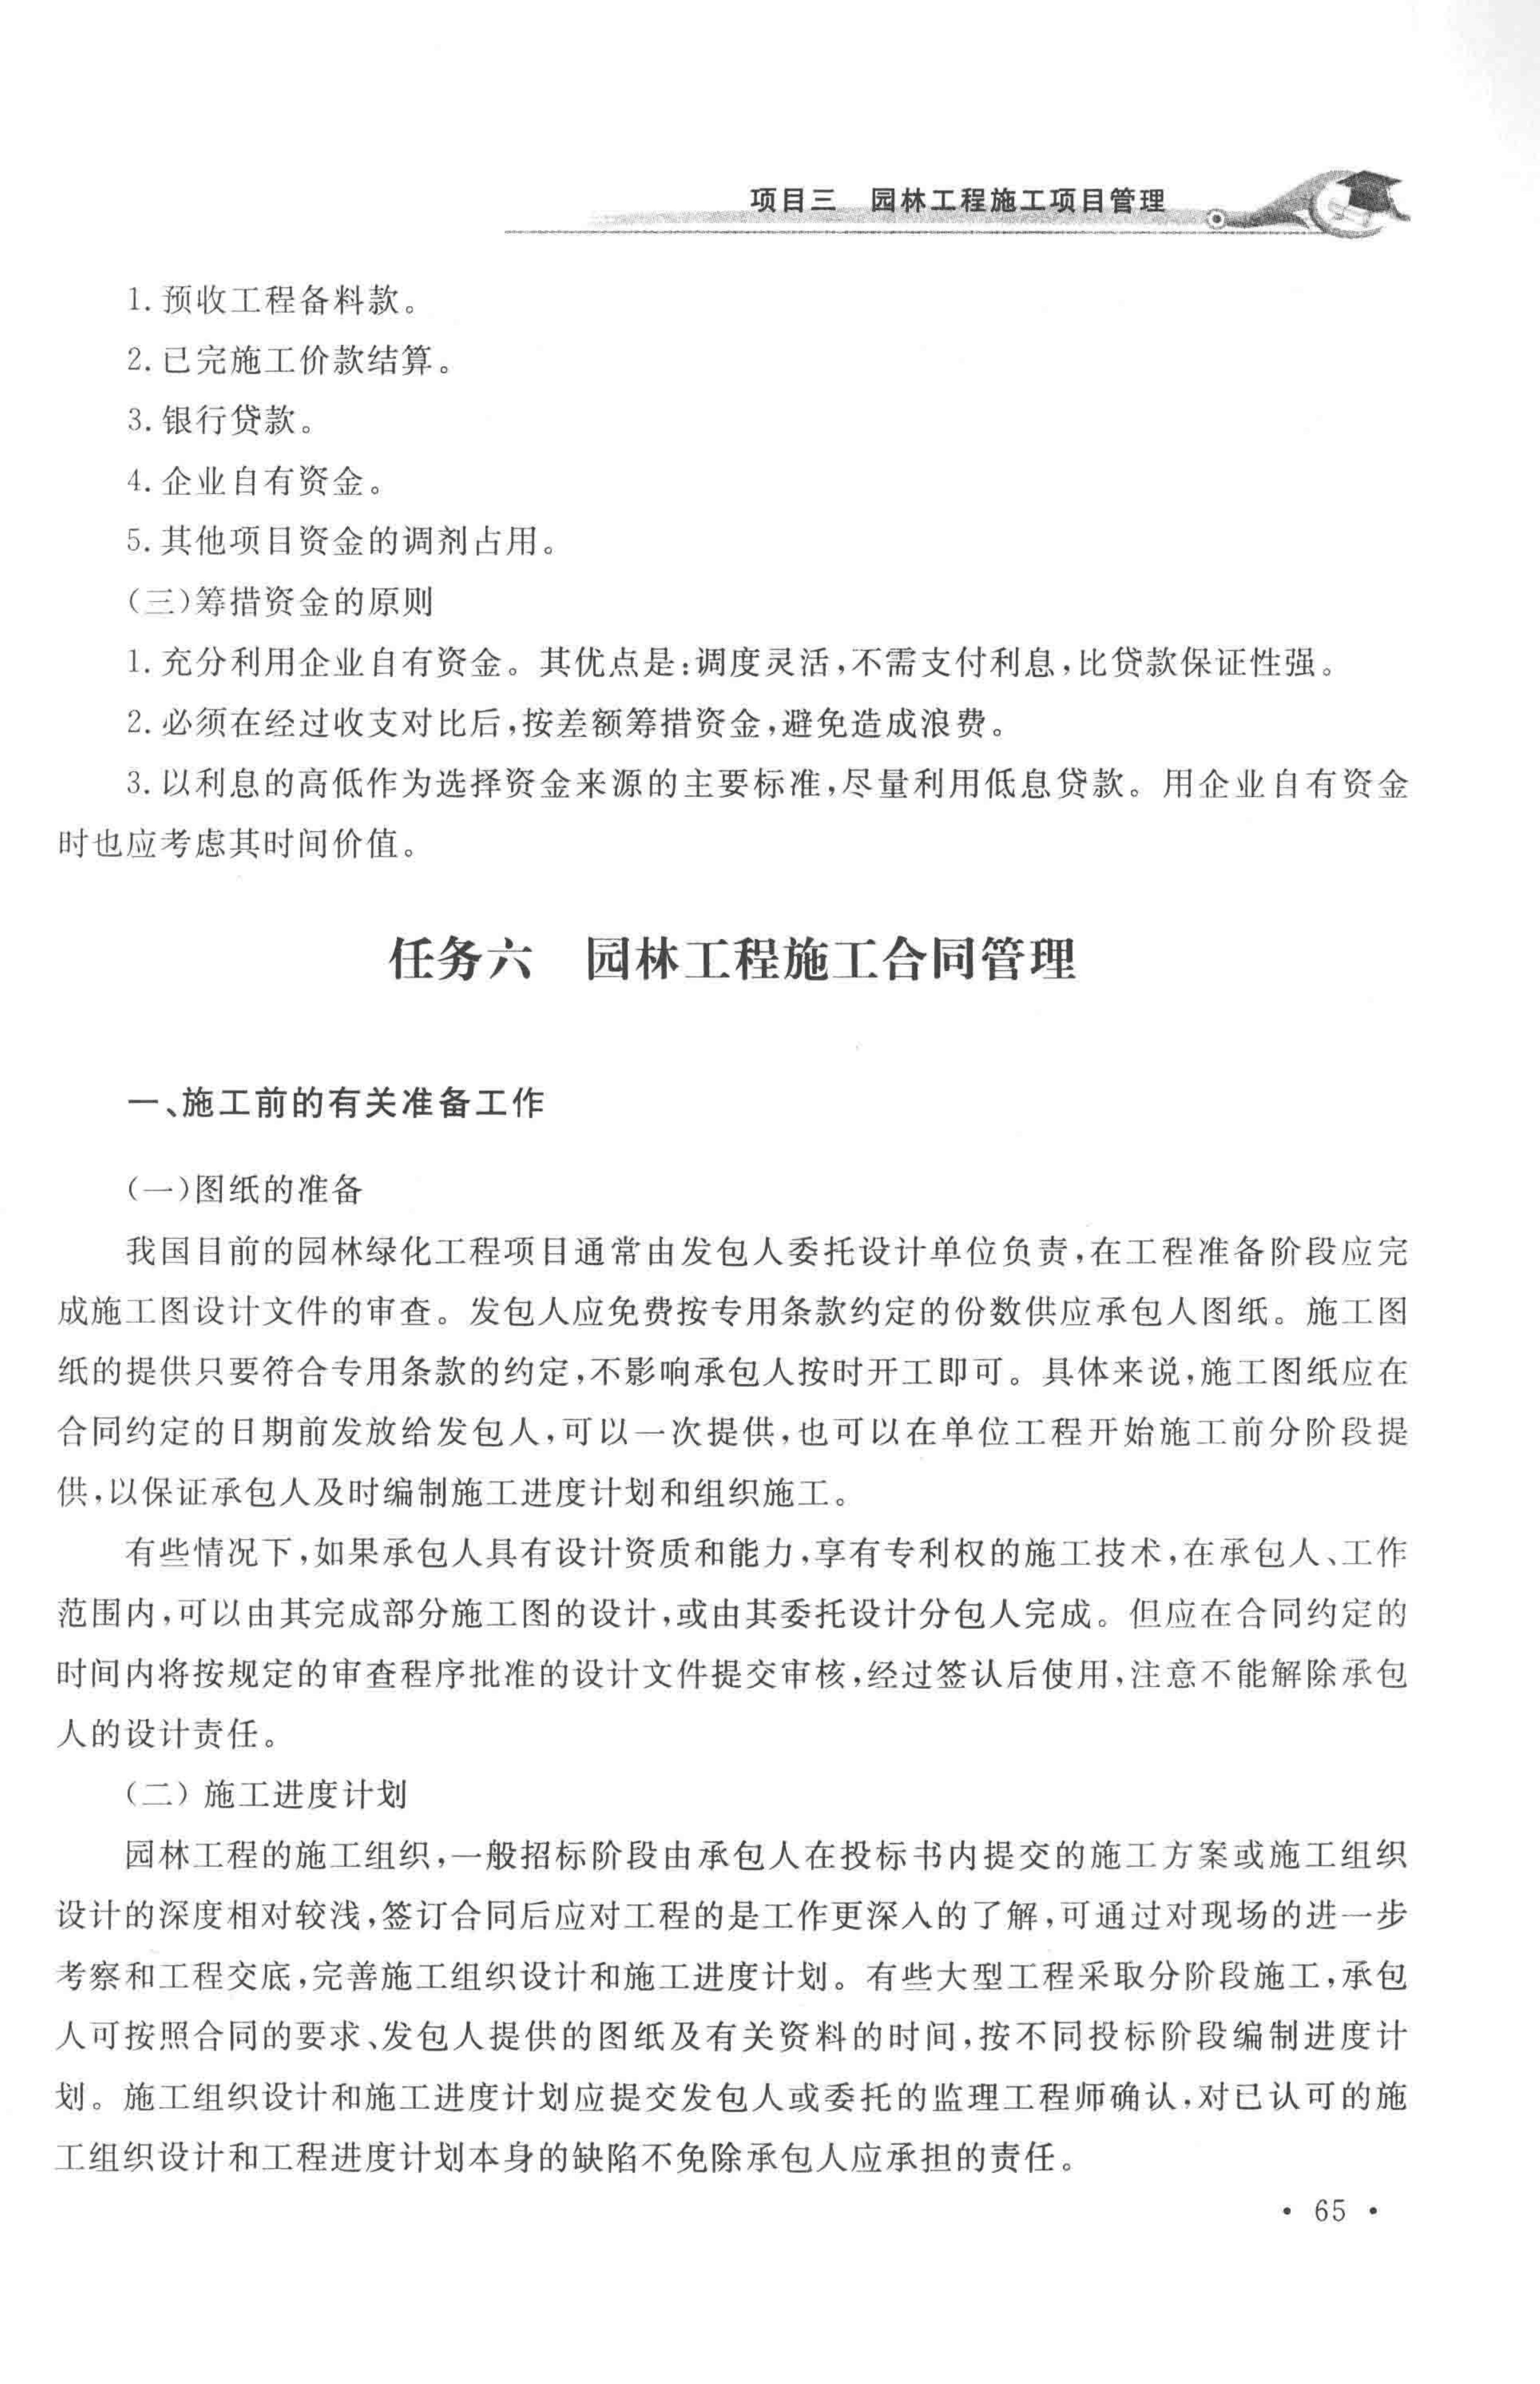 项目三　园林工程施工项目管理
1. 预收工程备料款。
2. 已完施工价款结算。
3. 银行贷款。
4. 企业自有资金。
5. 其他项目资金的调剂占用。
(三)筹措资金的原则
1. 充分利用企业自有资金。其优点是:调度灵活,不需支付利息,比贷款保证性强。
2. 必须在经过收支对比后,按差额筹措资金,避免造成浪费。
3. 以利息的高低作为选择资金来源的主要标准,尽量利用低息贷款。用企业自有资金
时也应考虑其时间价值。
任务六　园林工程施工合同管理
一、施工前的有关准备工作
(一)图纸的准备
我国目前的园林绿化工程项目通常由发包人委托设计单位负责,在工程准备阶段应完
成施工图设计文件的审查。发包人应免费按专用条款约定的份数供应承包人图纸。施工图
纸的提供只要符合专用条款的约定,不影响承包人按时开工即可。具体来说,施工图纸应在
合同约定的日期前发放给发包人,可以一次提供,也可以在单位工程开始施工前分阶段提
供,以保证承包人及时编制施工进度计划和组织施工。
有些情况下,如果承包人具有设计资质和能力,享有专利权的施工技术,在承包人、工作
范围内,可以由其完成部分施工图的设计,或由其委托设计分包人完成。但应在合同约定的
时间内将按规定的审查程序批准的设计文件提交审核,经过签认后使用,注意不能解除承包
人的设计责任。
(二) 施工进度计划
园林工程的施工组织,一般招标阶段由承包人在投标书内提交的施工方案或施工组织
设计的深度相对较浅,签订合同后应对工程的是工作更深入的了解,可通过对现场的进一步
考察和工程交底,完善施工组织设计和施工进度计划。有些大型工程采取分阶段施工,承包
人可按照合同的要求、发包人提供的图纸及有关资料的时间,按不同投标阶段编制进度计
划。施工组织设计和施工进度计划应提交发包人或委托的监理工程师确认,对已认可的施
工组织设计和工程进度计划本身的缺陷不免除承包人应承担的责任。
• 65 •